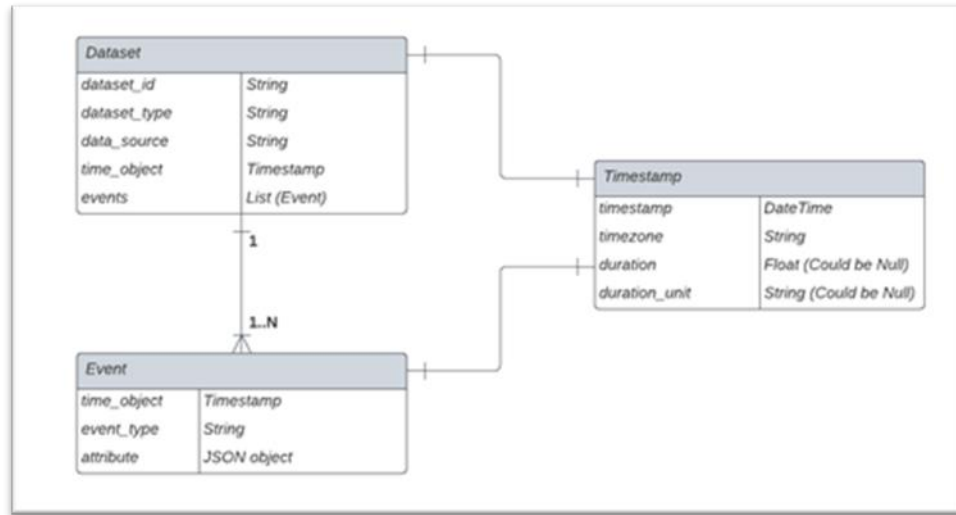 Dataset
dataset_id String
dataset_type String
data_source String
time_object Timestamp
events List (Event)
1
1..N
Timestamp
timestamp DateTime
timezone String
duration Float (Could be Null)
duration_unit String (Could be Null)
Event
time_object Timestamp
event_type String
attribute JSON object